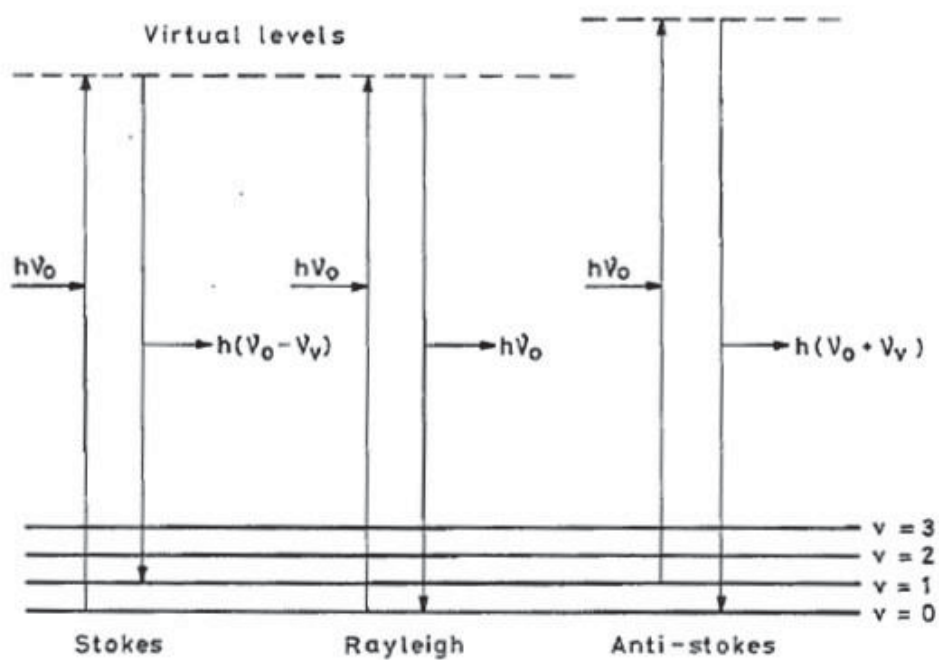 Virtual levels
hν₀
h(ν₀ - νᵥ)
hν₀
hν₀
hν₀
h(ν₀ + νᵥ)
v = 3
v = 2
v = 1
v = 0
Stokes
Rayleigh
Anti-stokes